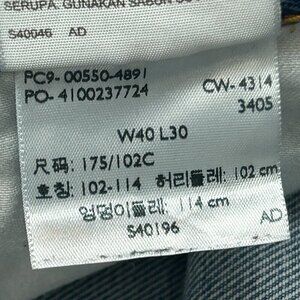 SERUPA. GUNAKAN SABUN
S40046 AD
PC9- 00550-4891
PO- 4100237724
CW- 4314
3405
W40 L30
尺码: 175/102C
호칭: 102-114 허리둘레: 102 cm
엉덩이둘레: 114 cm
S40196
AD